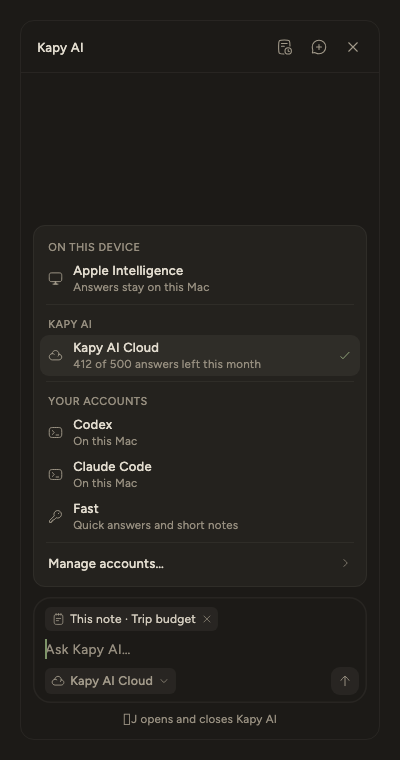 Kapy AI
ON THIS DEVICE
Apple Intelligence
Answers stay on this Mac
KAPY AI
Kapy AI Cloud
412 of 500 answers left this month
YOUR ACCOUNTS
Codex
On this Mac
Claude Code
On this Mac
Fast
Quick answers and short notes
Manage accounts...
This note · Trip budget
Ask Kapy AI...
Kapy AI Cloud
▯J opens and closes Kapy AI